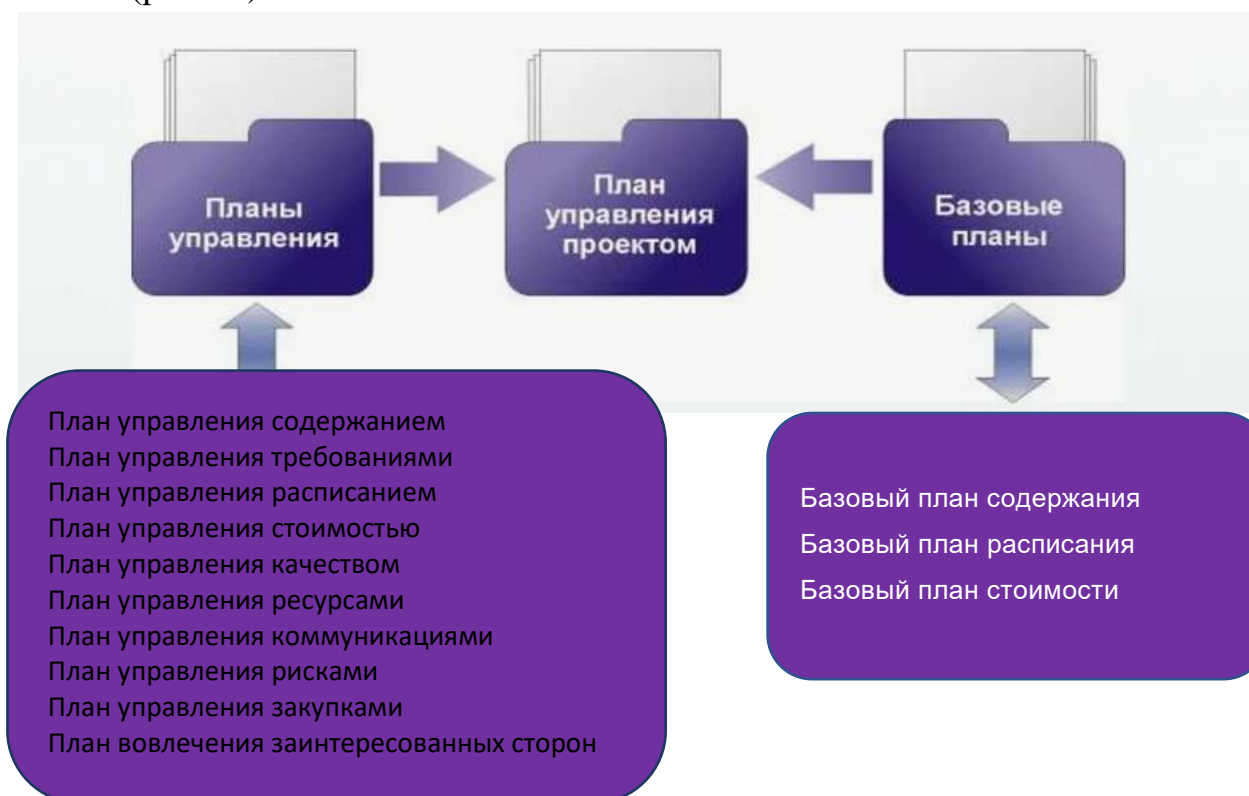 Планы
управления
План
управления
проектом
Базовые
планы
План управления содержанием
План управления требованиями
План управления расписанием
План управления стоимостью
План управления качеством
План управления ресурсами
План управления коммуникациями
План управления рисками
План управления закупками
План вовлечения заинтересованных сторон
Базовый план содержания
Базовый план расписания
Базовый план стоимости